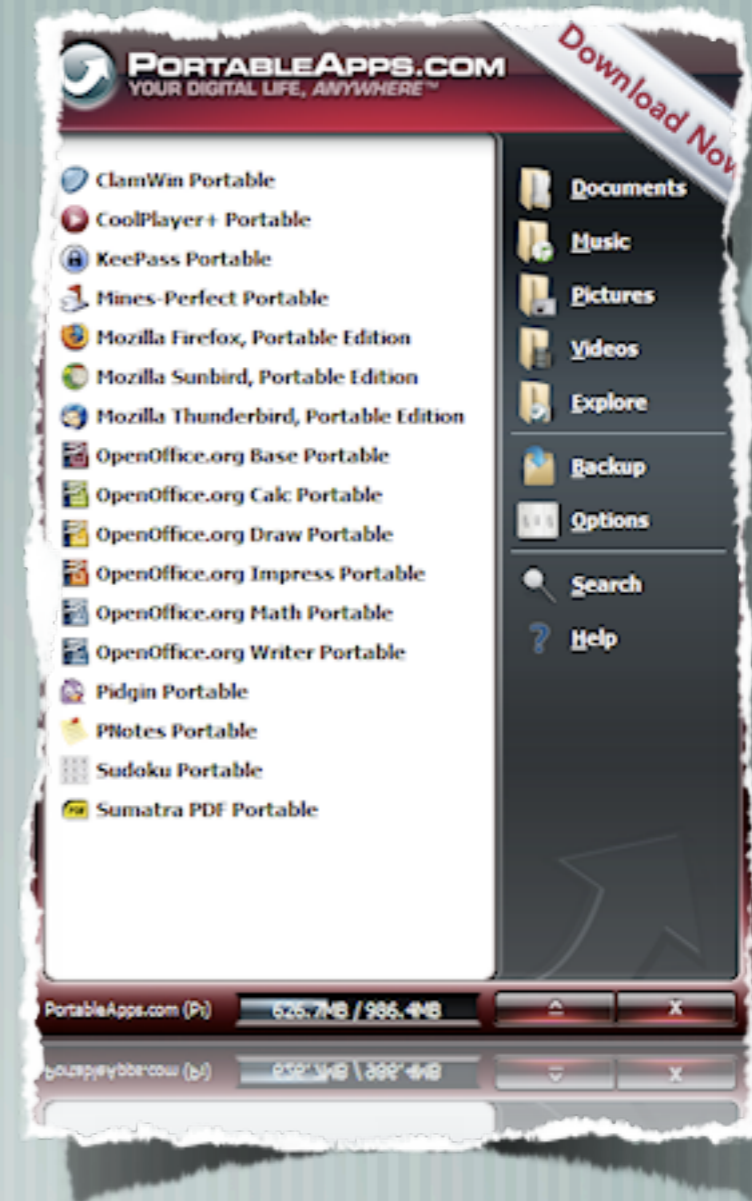 PORTABLEAPPS.COM
YOUR DIGITAL LIFE, ANYWHERE™
Download Now
ClamWin Portable
CoolPlayer+ Portable
KeePass Portable
Mines-Perfect Portable
Mozilla Firefox, Portable Edition
Mozilla Sunbird, Portable Edition
Mozilla Thunderbird, Portable Edition
OpenOffice.org Base Portable
OpenOffice.org Calc Portable
OpenOffice.org Draw Portable
OpenOffice.org Impress Portable
OpenOffice.org Math Portable
OpenOffice.org Writer Portable
Pidgin Portable
PNotes Portable
Sudoku Portable
Sumatra PDF Portable
Documents
Music
Pictures
Videos
Explore
Backup
Options
Search
Help
PortableApps.com (P:)
626.7MB / 986.4MB
X